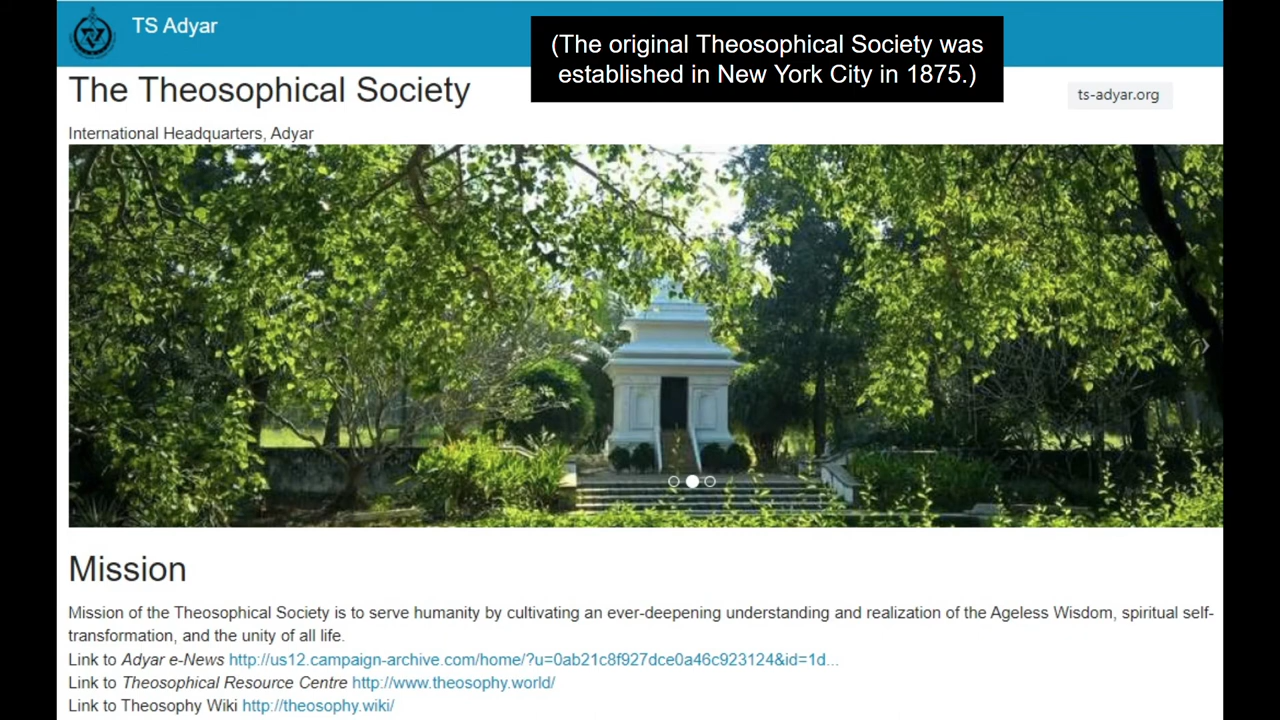 TS Adyar
(The original Theosophical Society was
established in New York City in 1875.)
The Theosophical Society
ts-adyar.org
International Headquarters, Adyar
Mission
Mission of the Theosophical Society is to serve humanity by cultivating an ever-deepening understanding and realization of the Ageless Wisdom, spiritual self-
transformation, and the unity of all life.
Link to Adyar e-News http://us12.campaign-archive.com/home/?u=0ab21c8f927dce0a46c923124&id=1d...
Link to Theosophical Resource Centre http://www.theosophy.world/
Link to Theosophy Wiki http://theosophy.wiki/